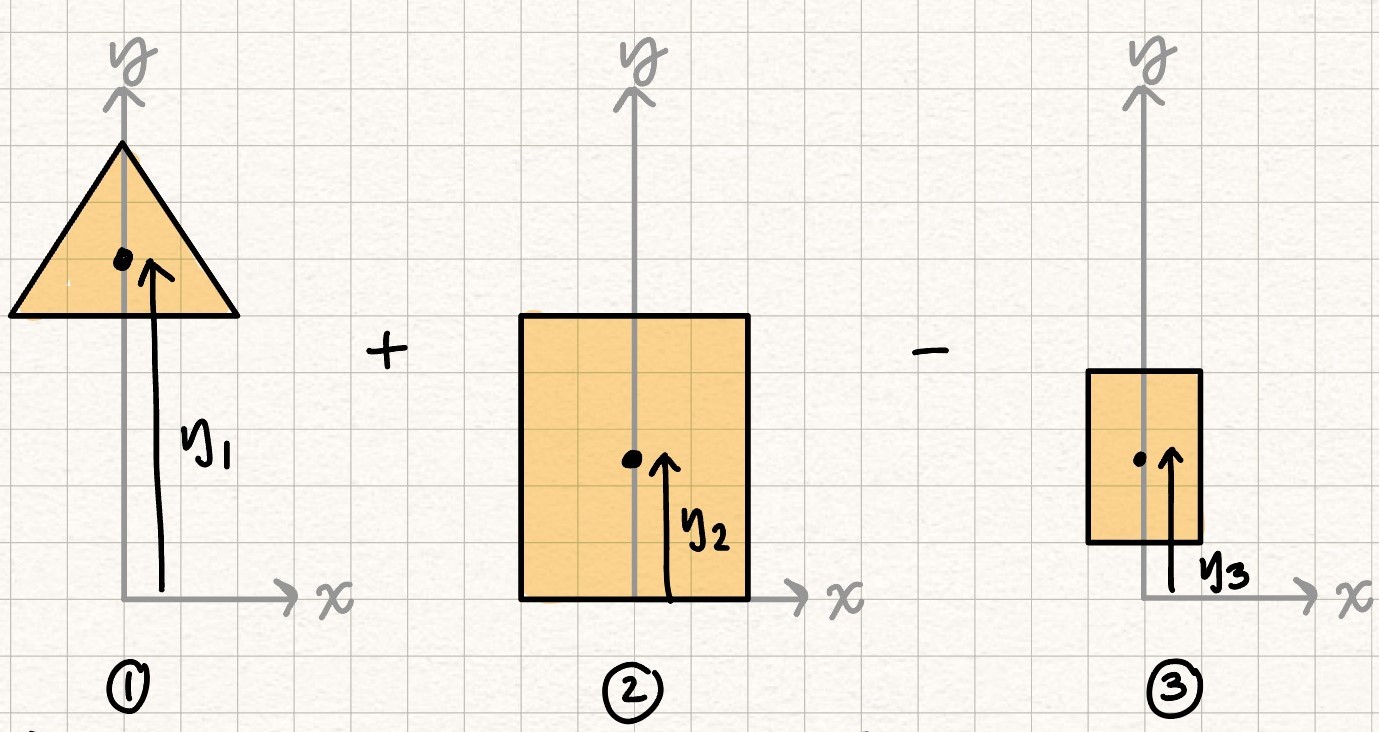 y y y
y1
+ −
y2
y3
x x x
① ② ③